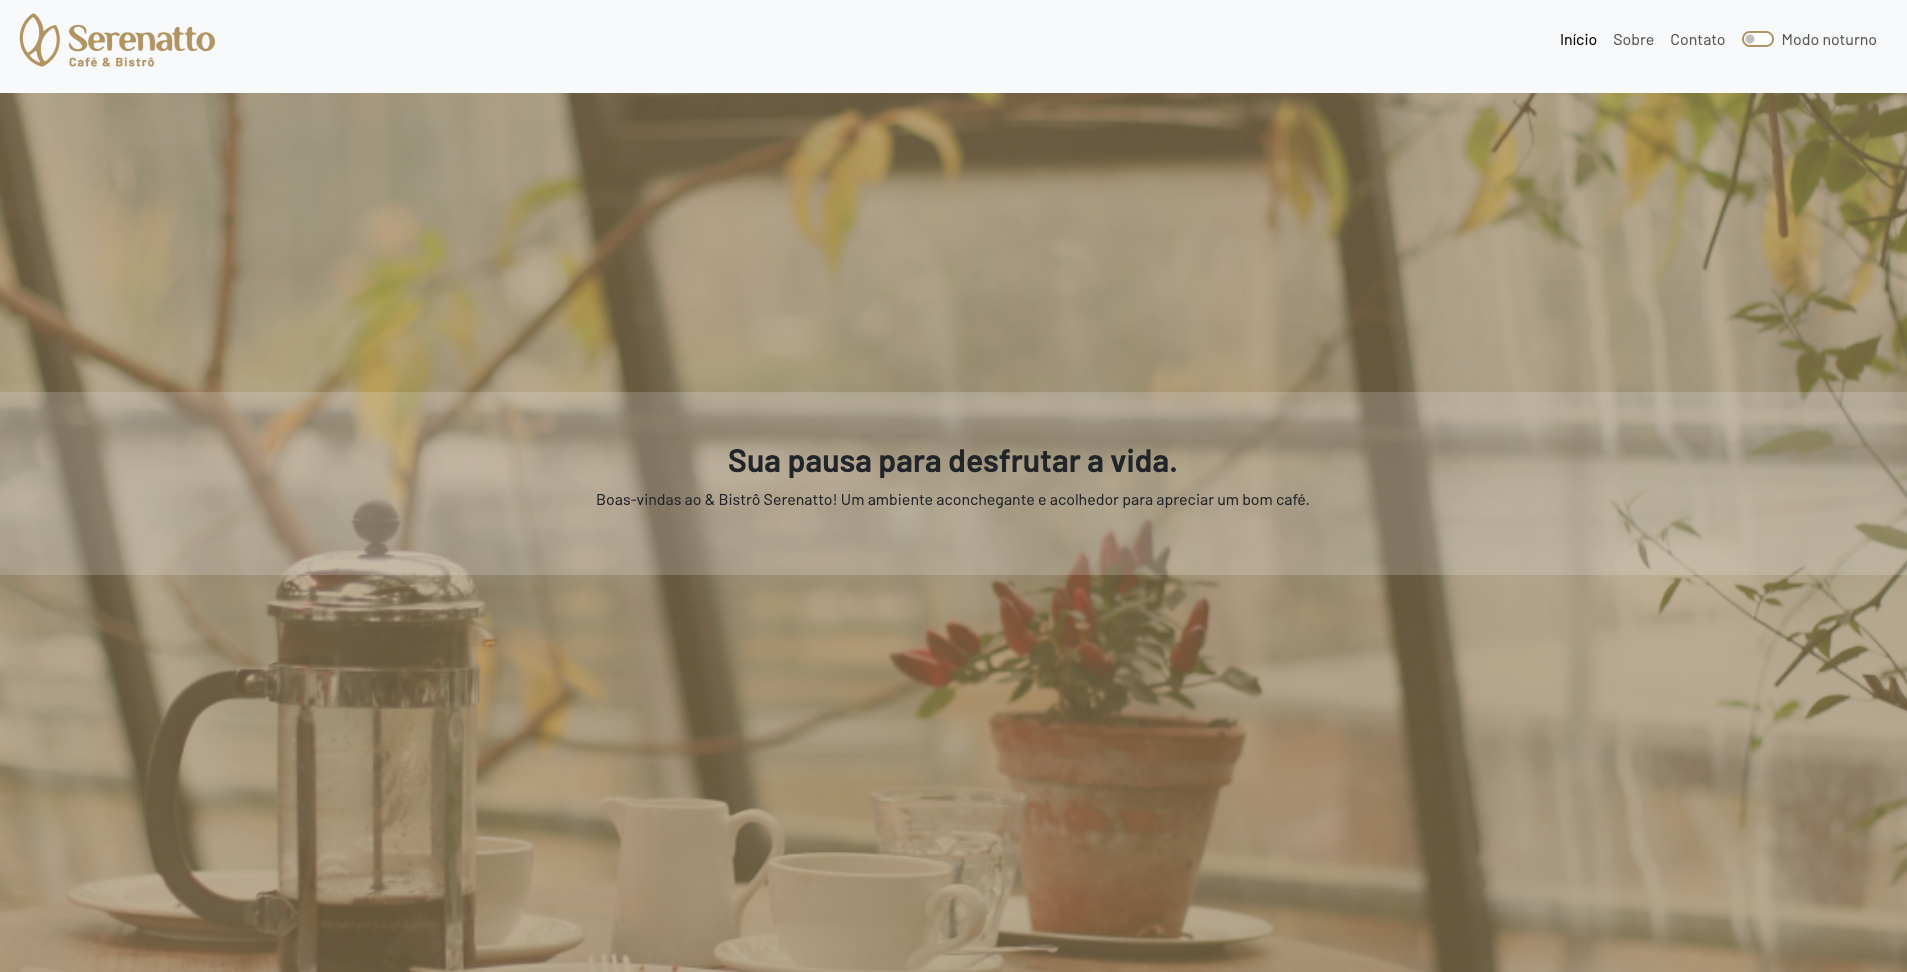 Serenatto
Café & Bistrô
Início Sobre Contato Modo noturno
Sua pausa para desfrutar a vida.
Boas-vindas ao & Bistrô Serenatto! Um ambiente aconchegante e acolhedor para apreciar um bom café.